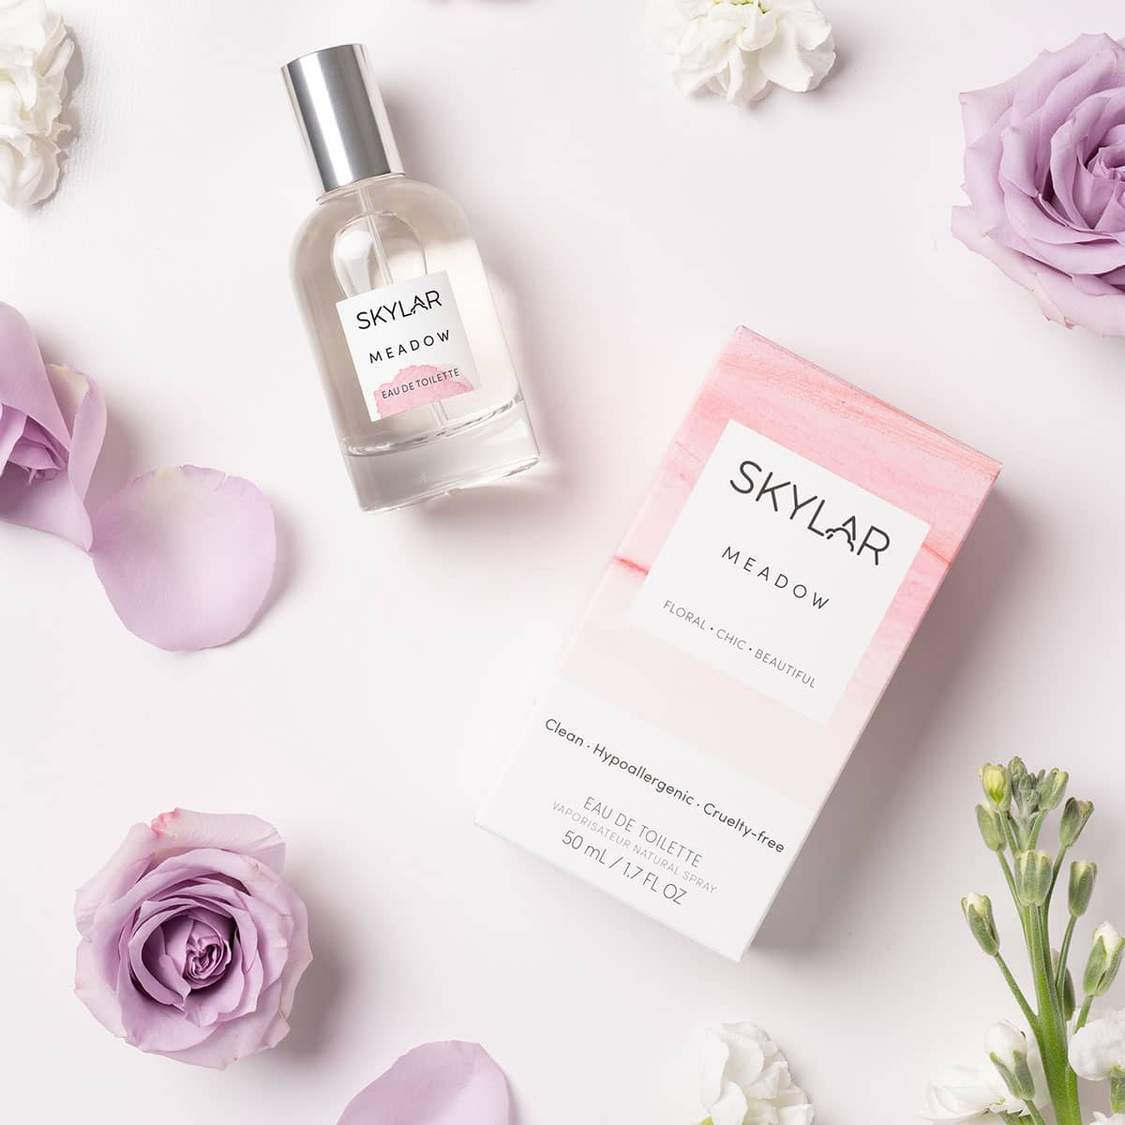 SKYLAR
MEADOW
EAU DE TOILETTE
SKYLAR
MEADOW
FLORAL • CHIC • BEAUTIFUL
Clean · Hypoallergenic · Cruelty-free
EAU DE TOILETTE
VAPORISATEUR NATURAL SPRAY
50 mL / 1.7 FL OZ